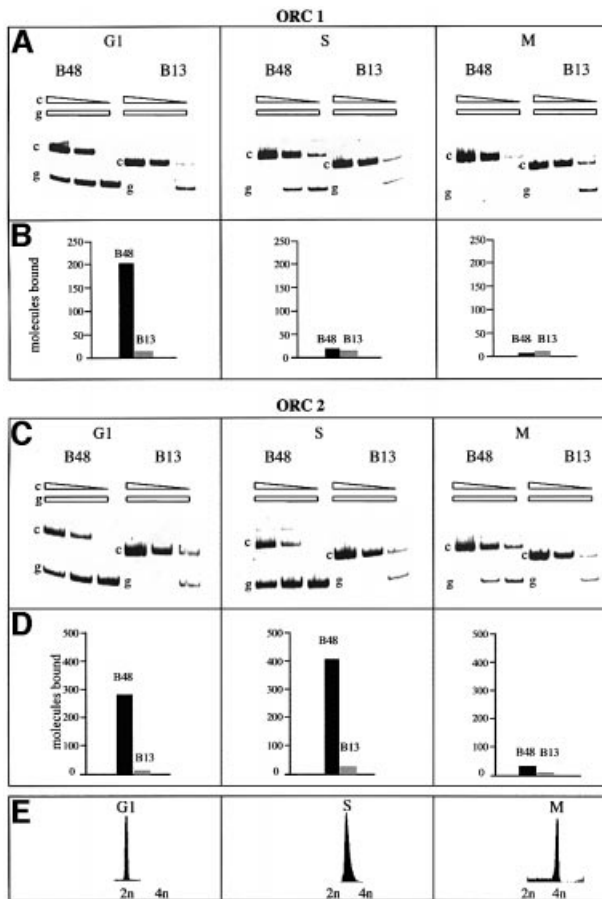 ORC 1
A G1 S M
B48 B13 B48 B13 B48 B13
c
g
c c c c c c
g g g g g g
B
molecules bound
250 250 250
200 200 200
150 150 150
100 100 100
50 50 50
0 0 0
B48 B13 B48 B13 B48 B13
ORC 2
C G1 S M
B48 B13 B48 B13 B48 B13
c
g
c c c c c c
g g g g g g
D
molecules bound
500 500 500
400 400 400
300 300 300
200 200 200
100 100 100
0 0 0
B48 B13 B48 B13 B48 B13
E G1 S M
2n 4n 2n 4n 2n 4n